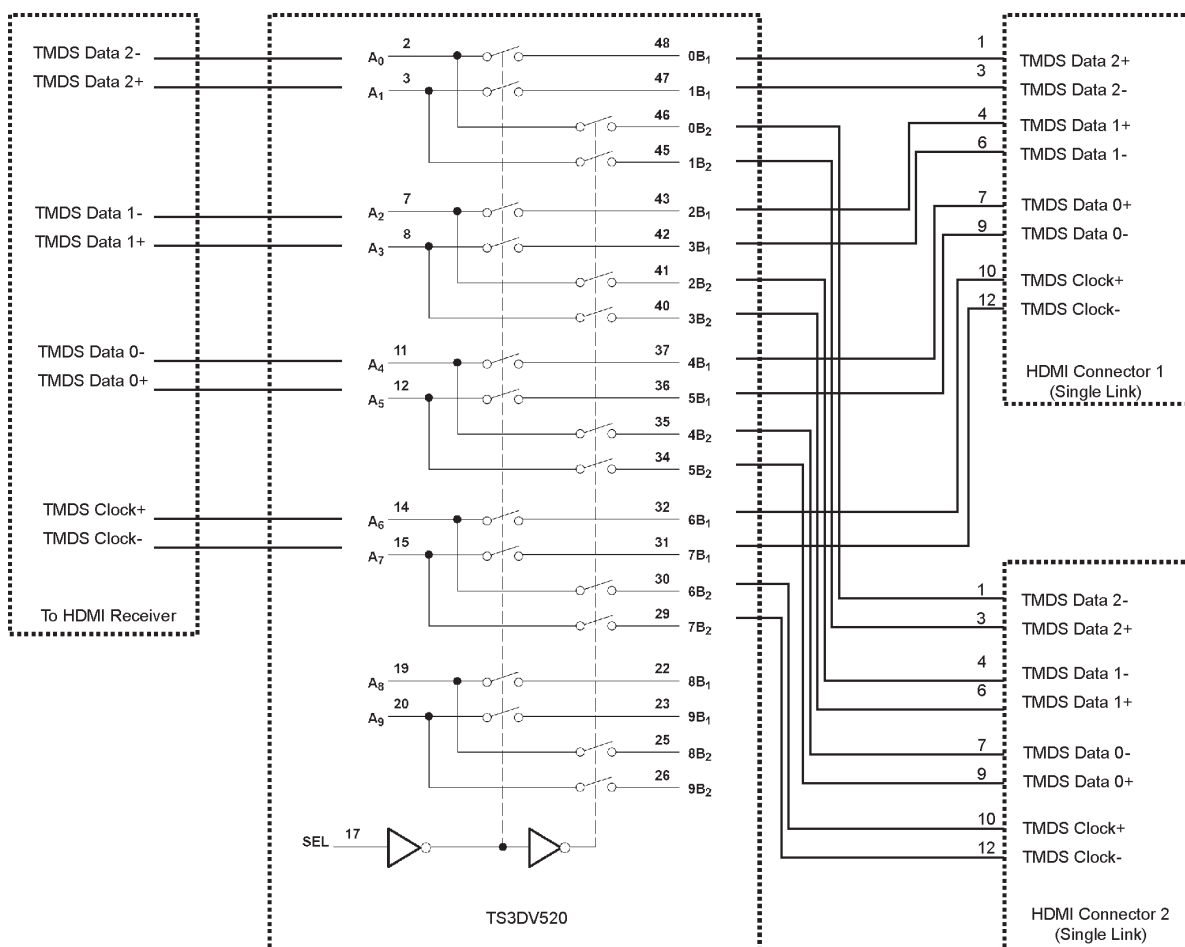 TMDS Data 2-
TMDS Data 2+
TMDS Data 1-
TMDS Data 1+
TMDS Data 0-
TMDS Data 0+
TMDS Clock+
TMDS Clock-
To HDMI Receiver
A0 2 48 0B1
A1 3 47 1B1
46 0B2
45 1B2
A2 7 43 2B1
A3 8 42 3B1
41 2B2
40 3B2
A4 11 37 4B1
A5 12 36 5B1
35 4B2
34 5B2
A6 14 32 6B1
A7 15 31 7B1
30 6B2
29 7B2
A8 19 22 8B1
A9 20 23 9B1
25 8B2
26 9B2
SEL 17
TS3DV520
1 TMDS Data 2+
3 TMDS Data 2-
4 TMDS Data 1+
6 TMDS Data 1-
7 TMDS Data 0+
9 TMDS Data 0-
10 TMDS Clock+
12 TMDS Clock-
HDMI Connector 1
(Single Link)
1 TMDS Data 2-
3 TMDS Data 2+
4 TMDS Data 1-
6 TMDS Data 1+
7 TMDS Data 0-
9 TMDS Data 0+
10 TMDS Clock+
12 TMDS Clock-
HDMI Connector 2
(Single Link)